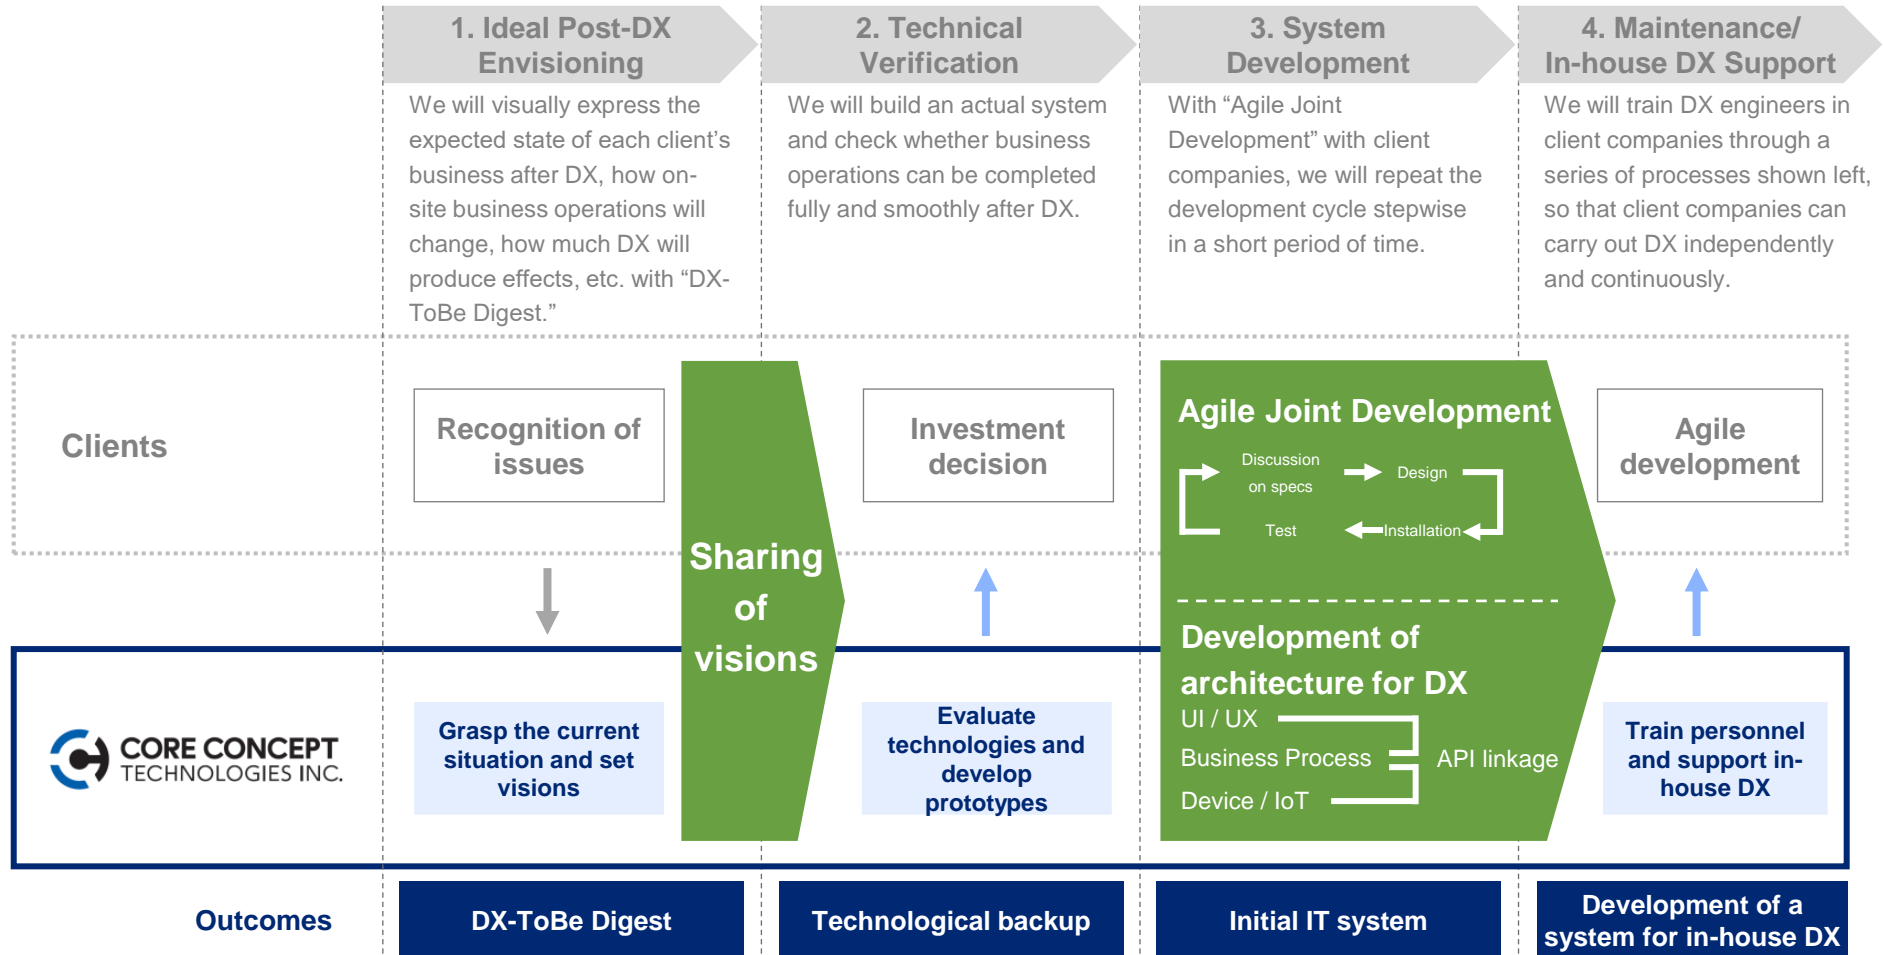 1. Ideal Post-DX
Envisioning
2. Technical
Verification
3. System
Development
4. Maintenance/
In-house DX Support
We will visually express the
expected state of each client’s
business after DX, how on-
site business operations will
change, how much DX will
produce effects, etc. with “DX-
ToBe Digest.”
We will build an actual system
and check whether business
operations can be completed
fully and smoothly after DX.
With “Agile Joint
Development” with client
companies, we will repeat the
development cycle stepwise
in a short period of time.
We will train DX engineers in
client companies through a
series of processes shown left,
so that client companies can
carry out DX independently
and continuously.
Clients
Recognition of
issues
Sharing
of
visions
Investment
decision
Agile Joint Development
Discussion
on specs
Design
Test
Installation
Agile
development
Development of
architecture for DX
UI / UX
Business Process
Device / IoT
API linkage
CORE CONCEPT
TECHNOLOGIES INC.
Grasp the current
situation and set
visions
Evaluate
technologies and
develop
prototypes
Train personnel
and support in-
house DX
Outcomes
DX-ToBe Digest
Technological backup
Initial IT system
Development of a
system for in-house DX